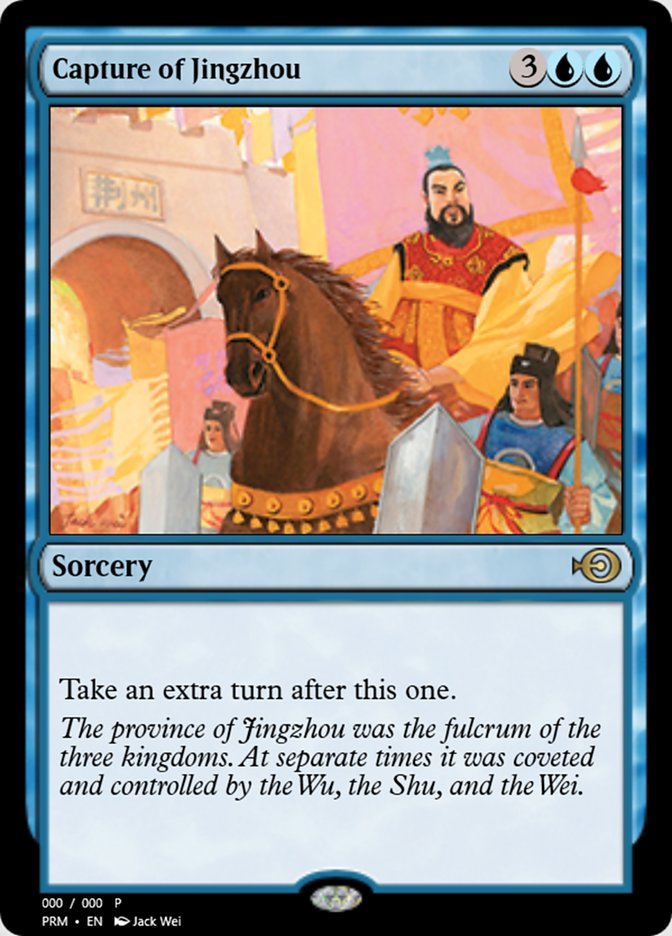 Capture of Jingzhou
3
荆州
Sorcery
Take an extra turn after this one.
The province of Jingzhou was the fulcrum of the
three kingdoms. At separate times it was coveted
and controlled by the Wu, the Shu, and the Wei.
000 / 000 P
PRM • EN Jack Wei